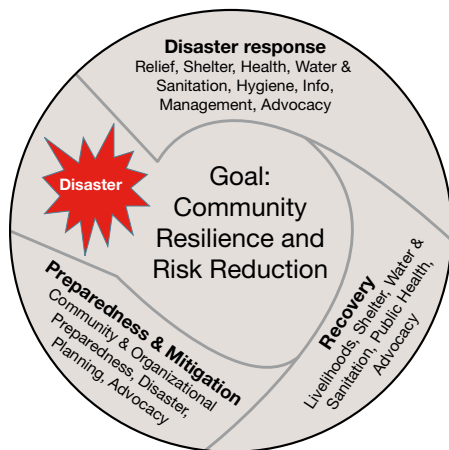 Disaster response
Relief, Shelter, Health, Water &
Sanitation, Hygiene, Info,
Management, Advocacy
Disaster
Goal:
Community
Resilience and
Risk Reduction
Recovery
Livelihoods, Shelter, Water &
Sanitation, Public Health,
Advocacy
Preparedness & Mitigation
Community & Organizational
Preparedness, Disaster,
Planning, Advocacy